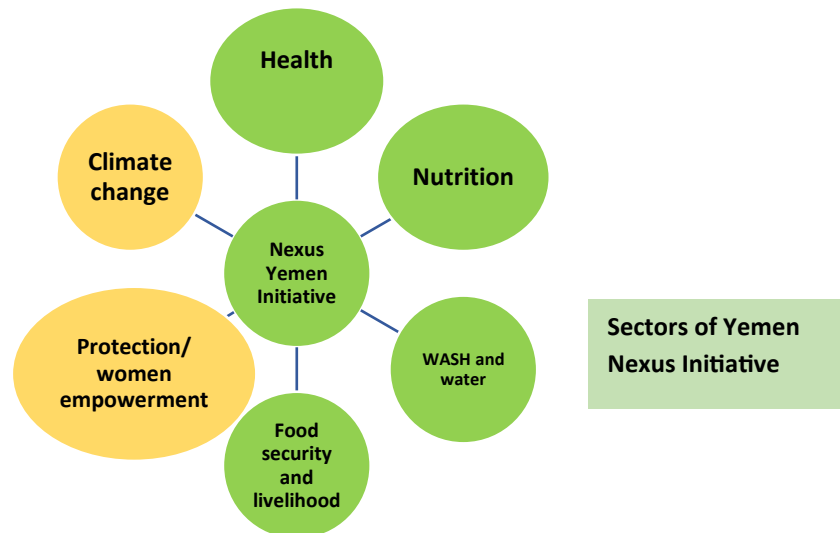 Health
Climate
change
Nutrition
Nexus
Yemen
Initiative
Protection/
women
empowerment
WASH and
water
Food
security
and
livelihood
Sectors of Yemen
Nexus Initiative